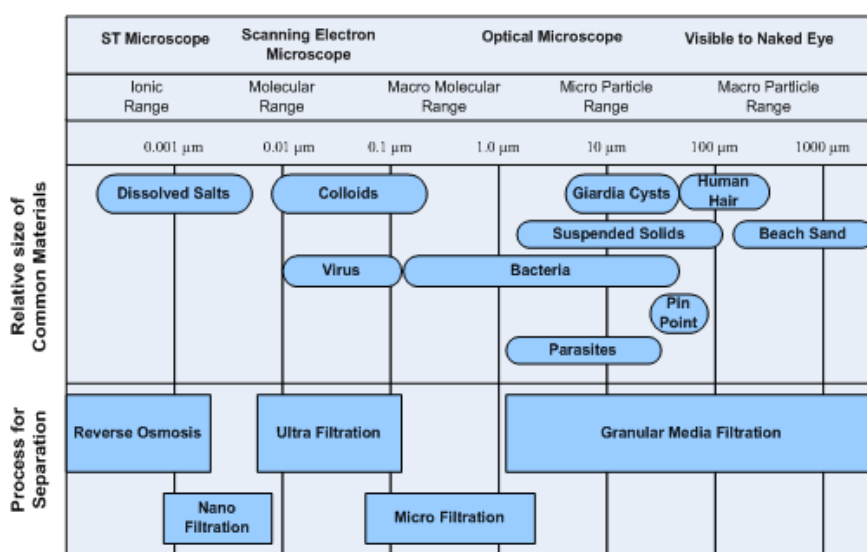 ST Microscope
Scanning Electron
Microscope
Optical Microscope
Visible to Naked Eye
Ionic
Range
Molecular
Range
Macro Molecular
Range
Micro Particle
Range
Macro Partlicle
Range
0.001 µm
0.01 µm
0.1 µm
1.0 µm
10 µm
100 µm
1000 µm
Relative size of
Common Materials
Dissolved Salts
Colloids
Giardia Cysts
Human
Hair
Suspended Solids
Beach Sand
Virus
Bacteria
Pin
Point
Parasites
Process for
Separation
Reverse Osmosis
Ultra Filtration
Granular Media Filtration
Nano
Filtration
Micro Filtration